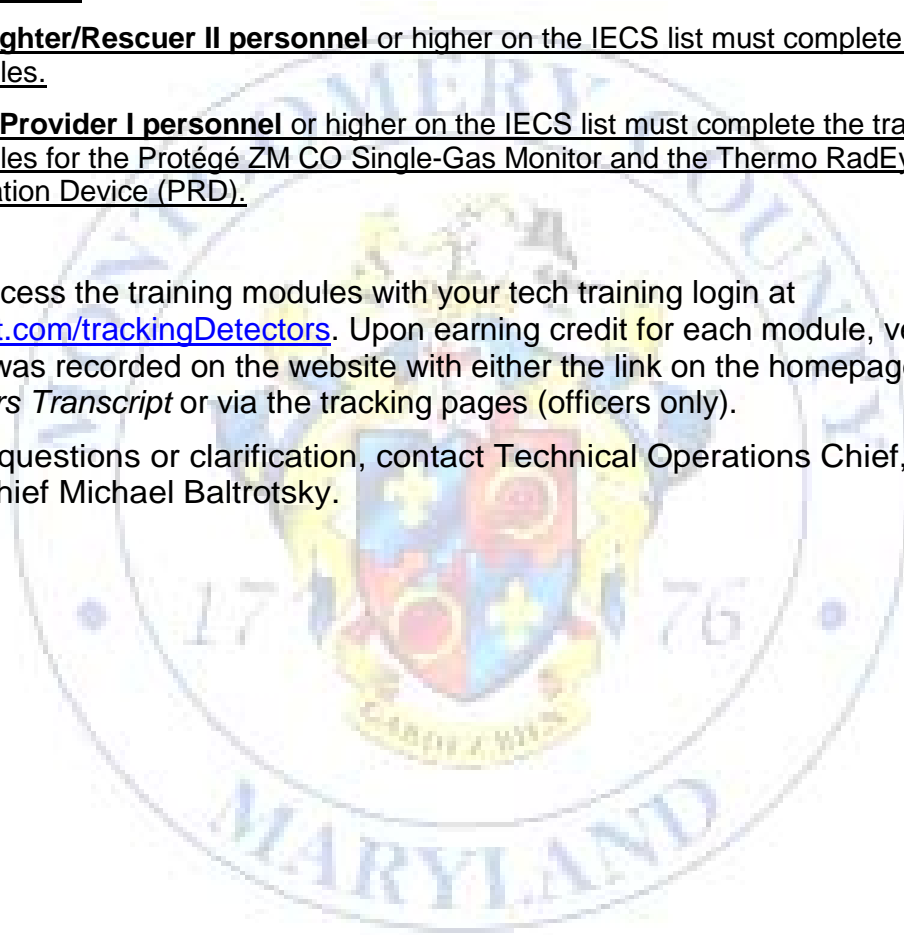 ghter/Rescuer II personnel or higher on the IECS list must complete
les.
Provider I personnel or higher on the IECS list must complete the tra
les for the Protégé ZM CO Single-Gas Monitor and the Thermo RadEy
ation Device (PRD).
cess the training modules with your tech training login at
t.com/trackingDetectors. Upon earning credit for each module, ve
was recorded on the website with either the link on the homepage
rs Transcript or via the tracking pages (officers only).
questions or clarification, contact Technical Operations Chief,
hief Michael Baltrotsky.
MONTGOMERY COUNTY
17 76
GARDEZ BIEN
MARYLAND